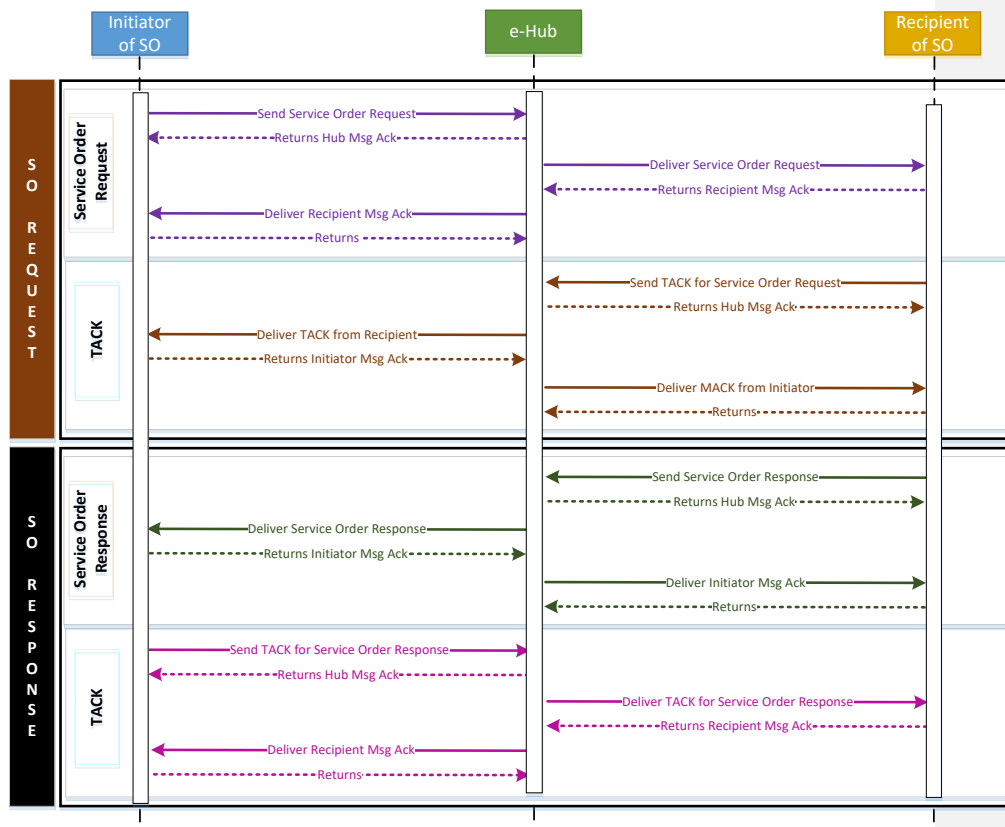 Initiator
of SO
e-Hub
Recipient
of SO
SO REQUEST
Service Order
Request
Send Service Order Request
Returns Hub Msg Ack
Deliver Service Order Request
Returns Recipient Msg Ack
Deliver Recipient Msg Ack
Returns
TACK
Send TACK for Service Order Request
Returns Hub Msg Ack
Deliver TACK from Recipient
Returns Initiator Msg Ack
Deliver MACK from Initiator
Returns
SO RESPONSE
Service Order
Response
Send Service Order Response
Returns Hub Msg Ack
Deliver Service Order Response
Returns Initiator Msg Ack
Deliver Initiator Msg Ack
Returns
TACK
Send TACK for Service Order Response
Returns Hub Msg Ack
Deliver TACK for Service Order Response
Returns Recipient Msg Ack
Deliver Recipient Msg Ack
Returns